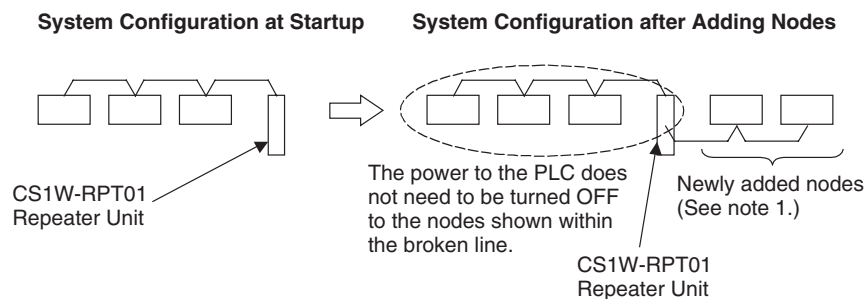 System Configuration at Startup
System Configuration after Adding Nodes
CS1W-RPT01
Repeater Unit
The power to the PLC does
not need to be turned OFF
to the nodes shown within
the broken line.
Newly added nodes
(See note 1.)
CS1W-RPT01
Repeater Unit